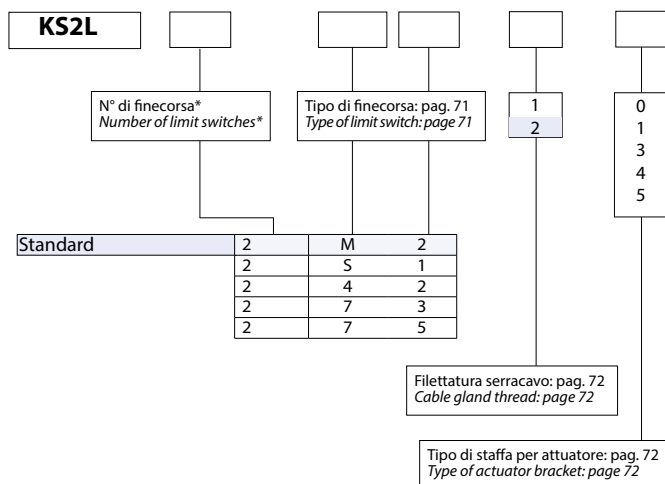 KS2L
N° di finecorsa*
Number of limit switches*
Tipo di finecorsa: pag. 71
Type of limit switch: page 71
1
2
0
1
3
4
5
Standard 2 M 2
2 S 1
2 4 2
2 7 3
2 7 5
Filettatura serracavo: pag. 72
Cable gland thread: page 72
Tipo di staffa per attuatore: pag. 72
Type of actuator bracket: page 72